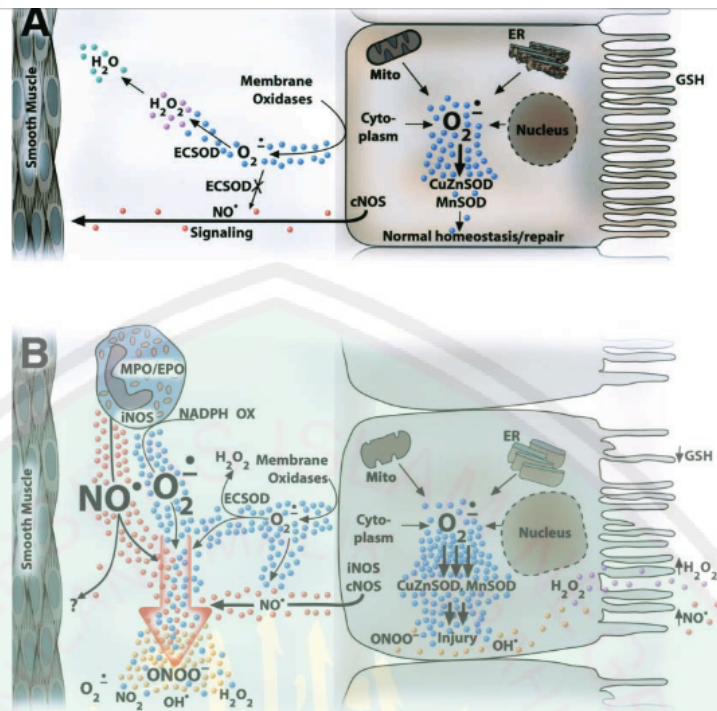 A
Smooth Muscle
H₂O
H₂O₂
Membrane
Oxidases
O₂•⁻
ECSOD
ECSOD
NO•
Signaling
Mito
ER
Cyto-
plasm
O₂•⁻
Nucleus
CuZnSOD
MnSOD
cNOS
Normal homeostasis/repair
GSH
B
Smooth Muscle
MPO/EPO
iNOS
NADPH OX
NO•
O₂•⁻
H₂O₂
Membrane
Oxidases
ECSOD
O₂•⁻
NO•
?
ONOO⁻
O₂•⁻
NO₂
OH•
H₂O₂
Mito
ER
Cyto-
plasm
O₂•⁻
Nucleus
iNOS
cNOS
CuZnSOD, MnSOD
ONOO⁻
Injury
OH•
H₂O₂
↓GSH
↑H₂O₂
↑NO•